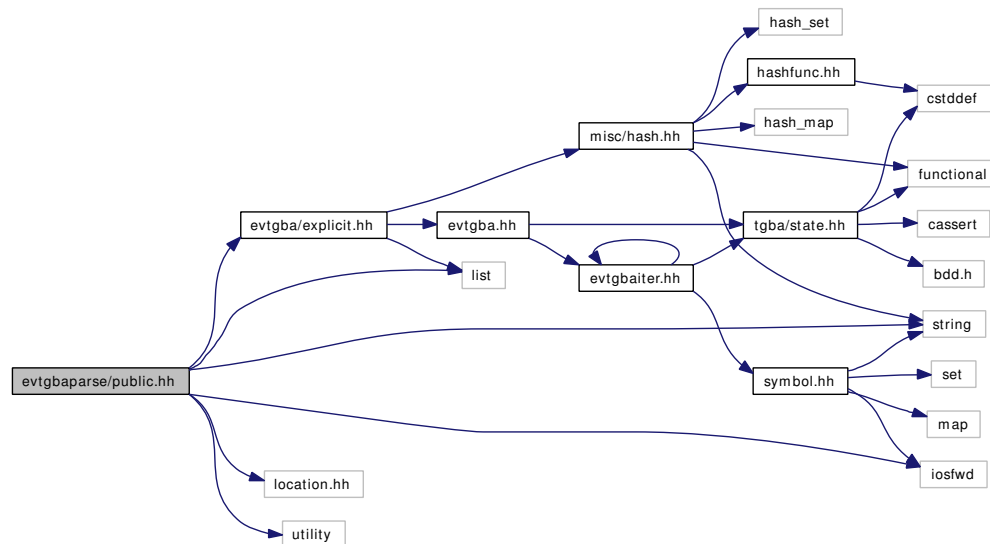 hash_set
hashfunc.hh
cstddef
hash_map
misc/hash.hh
functional
evtgba/explicit.hh
evtgba.hh
tgba/state.hh
cassert
list
evtgbaiter.hh
bdd.h
string
evtgbaparse/public.hh
symbol.hh
set
map
location.hh
iosfwd
utility